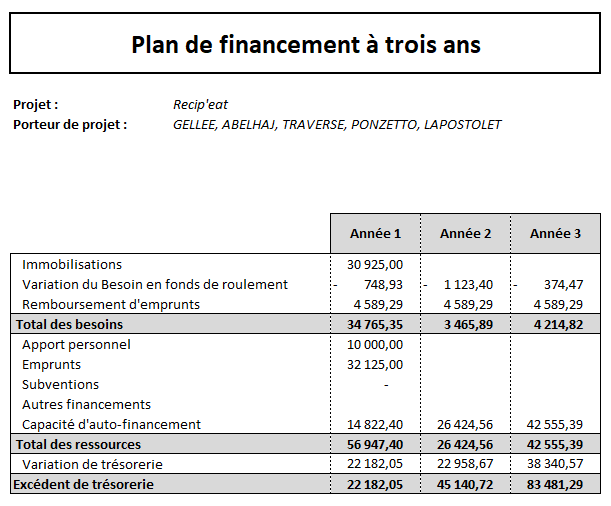 Plan de financement à trois ans
Projet : Recip'eat
Porteur de projet : GELLEE, ABELHAJ, TRAVERSE, PONZETTO, LAPOSTOLET
Année 1 Année 2 Année 3
Immobilisations 30 925,00
Variation du Besoin en fonds de roulement - 748,93 - 1 123,40 - 374,47
Remboursement d'emprunts 4 589,29 4 589,29 4 589,29
Total des besoins 34 765,35 3 465,89 4 214,82
Apport personnel 10 000,00
Emprunts 32 125,00
Subventions -
Autres financements
Capacité d'auto-financement 14 822,40 26 424,56 42 555,39
Total des ressources 56 947,40 26 424,56 42 555,39
Variation de trésorerie 22 182,05 22 958,67 38 340,57
Excédent de trésorerie 22 182,05 45 140,72 83 481,29